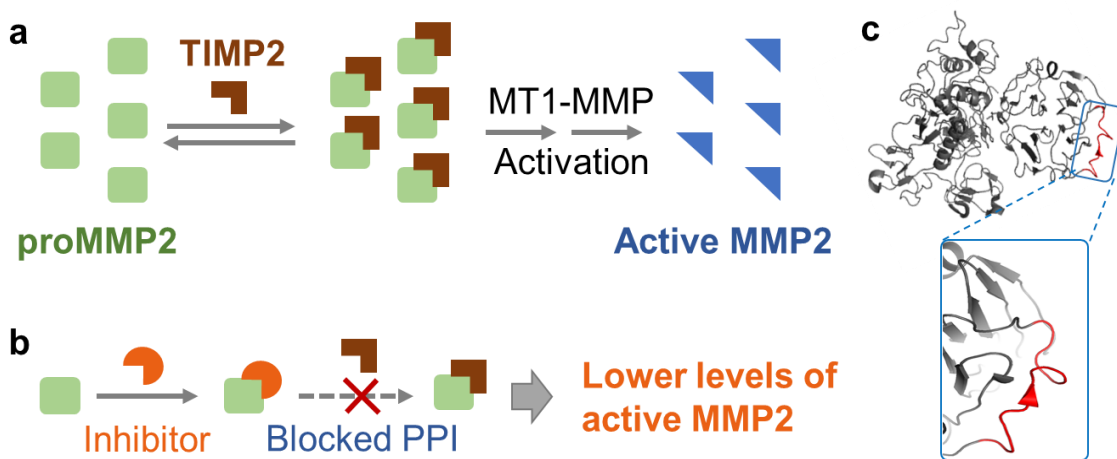 a
TIMP2
MT1-MMP
Activation
proMMP2
Active MMP2
b
Inhibitor
Blocked PPI
Lower levels of
active MMP2
c